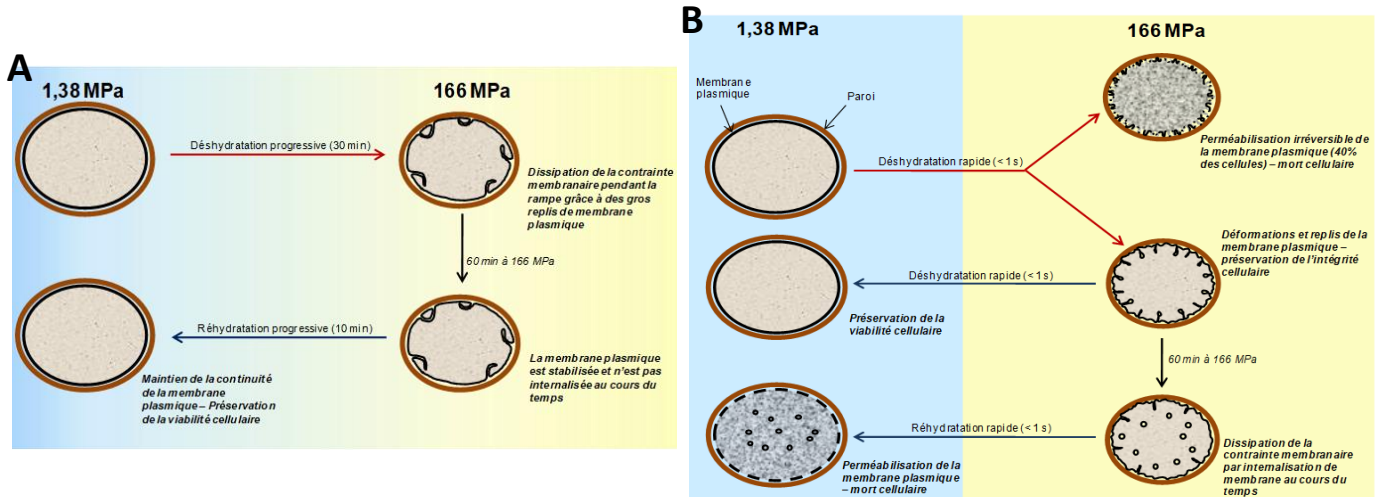 A
1,38 MPa
166 MPa
Déshydratation progressive (30 min)
Dissipation de la contrainte
membranaire pendant la
rampe grâce à des gros
replis de membrane
plasmique
60 min à 166 MPa
Réhydratation progressive (10 min)
Maintien de la continuité
de la membrane
plasmique – Préservation
de la viabilité cellulaire
La membrane plasmique
est stabilisée et n’est pas
internalisée au cours du
temps
B
1,38 MPa
166 MPa
Membrane
plasmique
Paroi
Déshydratation rapide (< 1 s)
Perméabilisation irréversible de
la membrane plasmique (40%
des cellules) – mort cellulaire
Déformations et replis de la
membrane plasmique –
préservation de l’intégrité
cellulaire
Déshydratation rapide (< 1 s)
Préservation de la
viabilité cellulaire
60 min à 166 MPa
Réhydratation rapide (< 1 s)
Perméabilisation de la
membrane plasmique
– mort cellulaire
Dissipation de la
contrainte membranaire
par internalisation de
membrane au cours du
temps